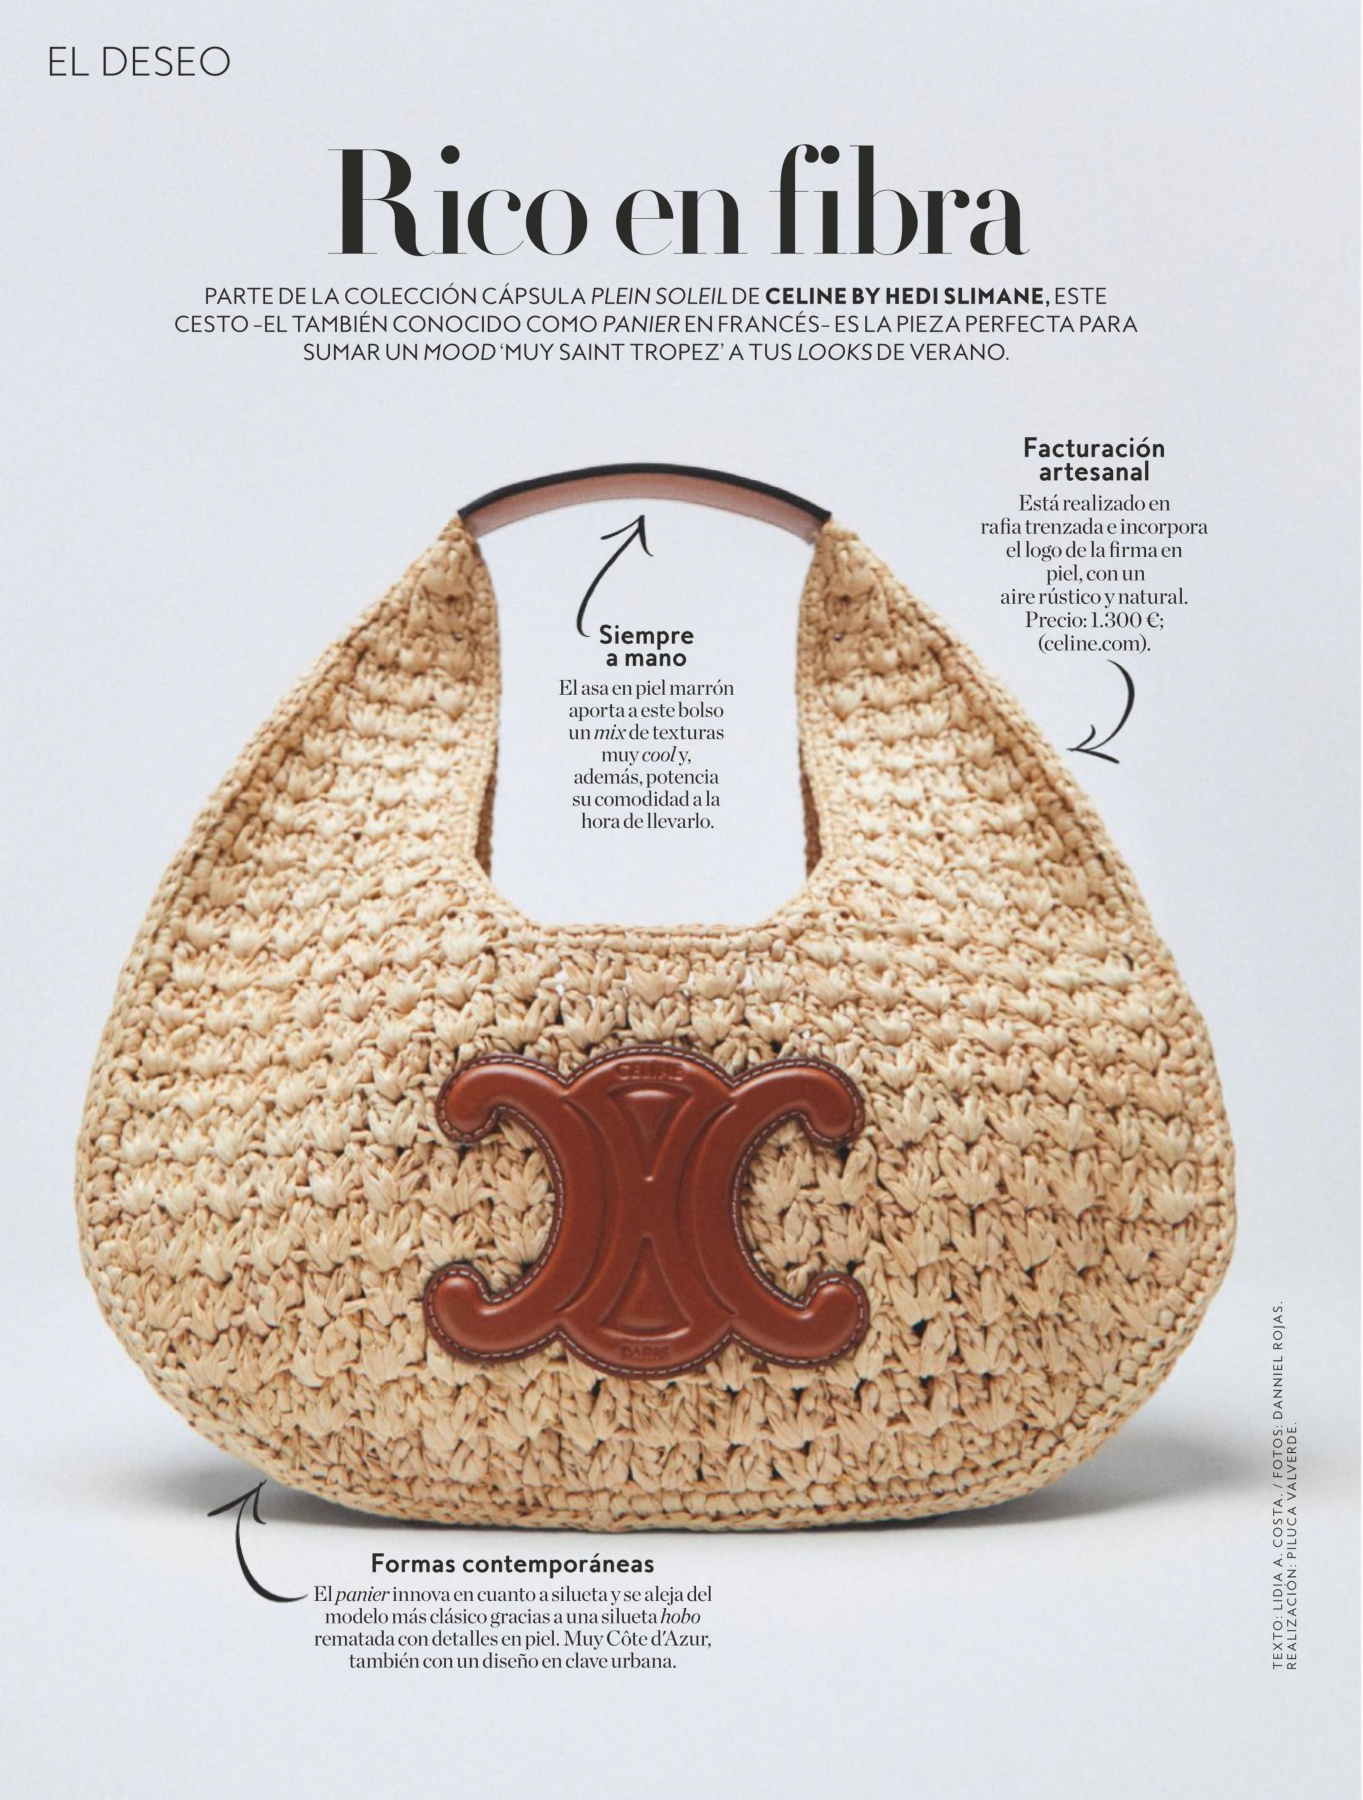 EL DESEO
Rico en fibra
PARTE DE LA COLECCIÓN CÁPSULA PLEIN SOLEIL DE CELINE BY HEDI SLIMANE, ESTE
CESTO –EL TAMBIÉN CONOCIDO COMO PANIER EN FRANCÉS– ES LA PIEZA PERFECTA PARA
SUMAR UN MOOD ‘MUY SAINT TROPEZ’ A TUS LOOKS DE VERANO.
Facturación
artesanal
Está realizado en
rafia trenzada e incorpora
el logo de la firma en
piel, con un
aire rústico y natural.
Precio: 1.300 €;
(celine.com).
Siempre
a mano
El asa en piel marrón
aporta a este bolso
un mix de texturas
muy cool y,
además, potencia
su comodidad a la
hora de llevarlo.
CELINE
PARIS
Formas contemporáneas
El panier innova en cuanto a silueta y se aleja del
modelo más clásico gracias a una silueta hobo
rematada con detalles en piel. Muy Côte d'Azur,
también con un diseño en clave urbana.
TEXTO: LIDIA A. COSTA. / FOTOS: DANNIEL ROJAS.
REALIZACIÓN: PILUCA VALVERDE.